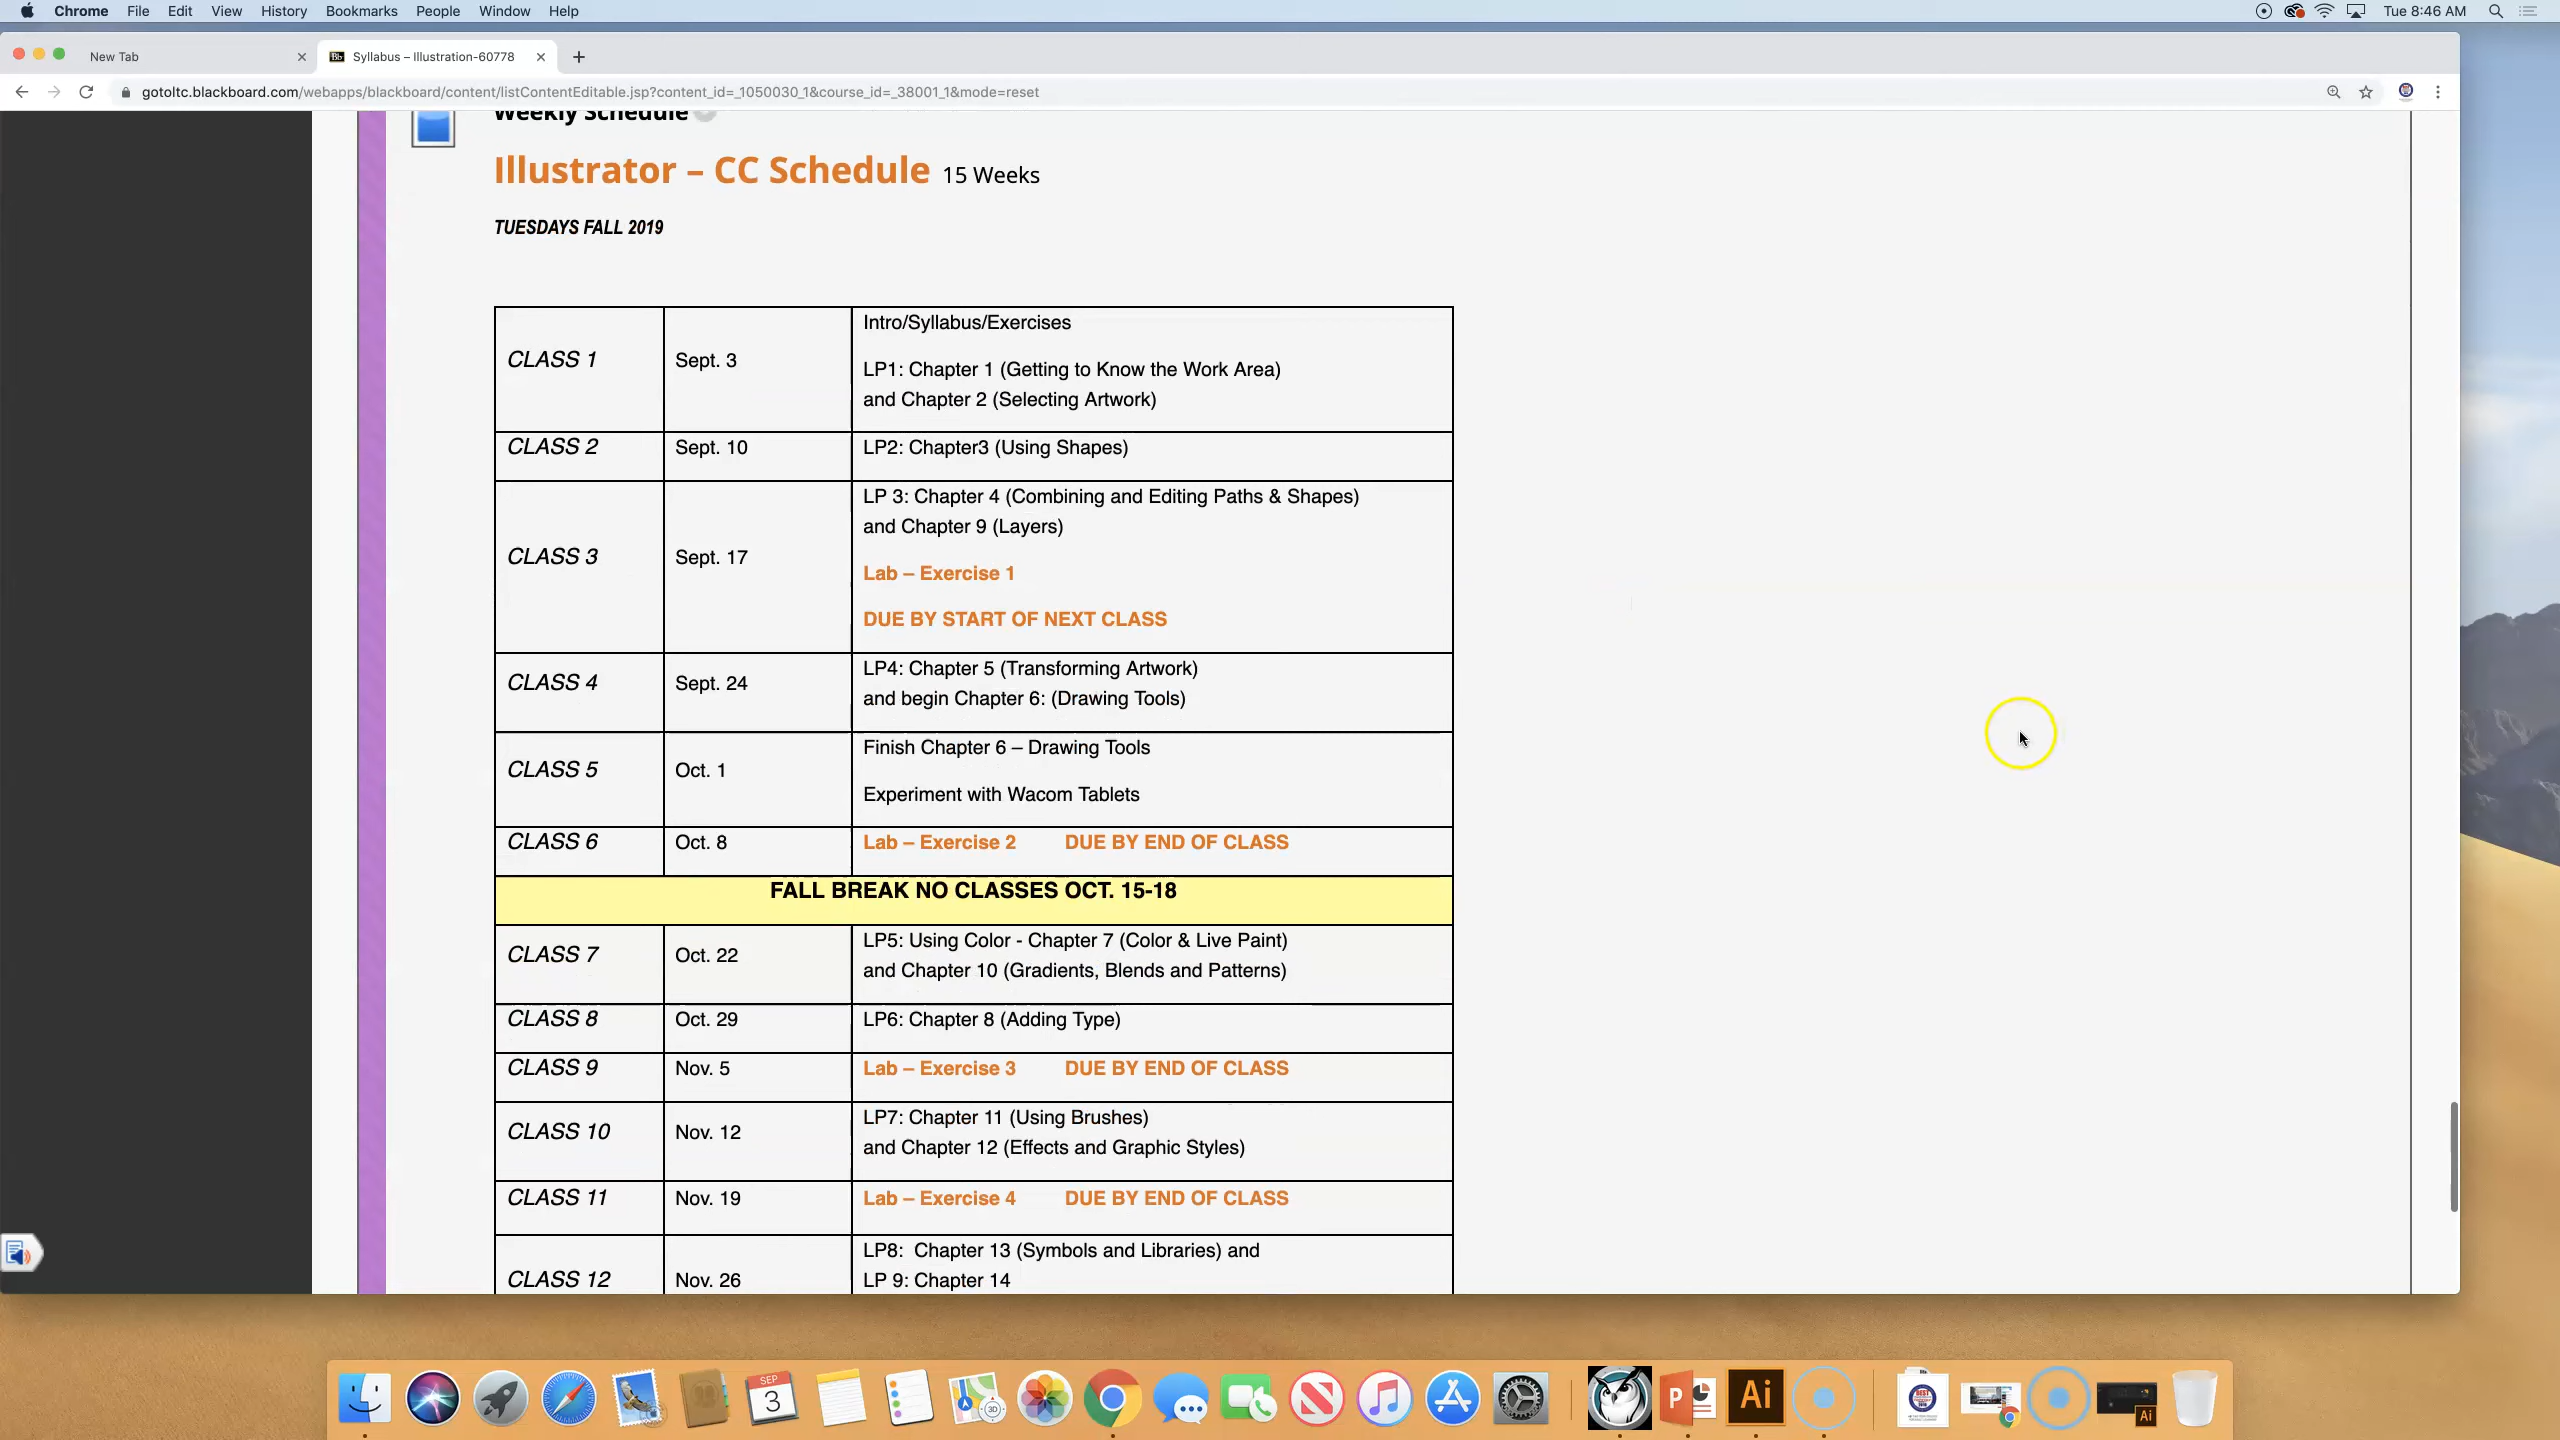 Chrome File Edit View History Bookmarks People Window Help
Tue 8:46 AM
New Tab
Syllabus – Illustration-60778
gotoltc.blackboard.com/webapps/blackboard/content/listContentEditable.jsp?content_id=_1050030_1&course_id=_38001_1&mode=reset
Weekly Schedule
Illustrator – CC Schedule 15 Weeks
TUESDAYS FALL 2019
CLASS 1
Sept. 3
Intro/Syllabus/Exercises
LP1: Chapter 1 (Getting to Know the Work Area)
and Chapter 2 (Selecting Artwork)
CLASS 2
Sept. 10
LP2: Chapter3 (Using Shapes)
CLASS 3
Sept. 17
LP 3: Chapter 4 (Combining and Editing Paths & Shapes)
and Chapter 9 (Layers)
Lab – Exercise 1
DUE BY START OF NEXT CLASS
CLASS 4
Sept. 24
LP4: Chapter 5 (Transforming Artwork)
and begin Chapter 6: (Drawing Tools)
CLASS 5
Oct. 1
Finish Chapter 6 – Drawing Tools
Experiment with Wacom Tablets
CLASS 6
Oct. 8
Lab – Exercise 2 DUE BY END OF CLASS
FALL BREAK NO CLASSES OCT. 15-18
CLASS 7
Oct. 22
LP5: Using Color - Chapter 7 (Color & Live Paint)
and Chapter 10 (Gradients, Blends and Patterns)
CLASS 8
Oct. 29
LP6: Chapter 8 (Adding Type)
CLASS 9
Nov. 5
Lab – Exercise 3 DUE BY END OF CLASS
CLASS 10
Nov. 12
LP7: Chapter 11 (Using Brushes)
and Chapter 12 (Effects and Graphic Styles)
CLASS 11
Nov. 19
Lab – Exercise 4 DUE BY END OF CLASS
CLASS 12
Nov. 26
LP8: Chapter 13 (Symbols and Libraries) and
LP 9: Chapter 14
SEP
3
3D
P
Ai
Ai